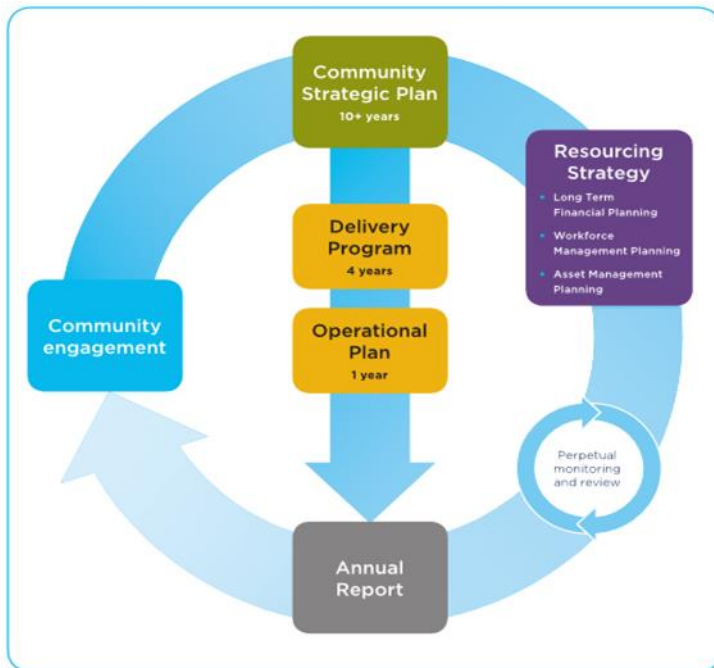 Community
Strategic Plan
10+ years
Resourcing
Strategy
• Long Term
Financial Planning
• Workforce
Management Planning
• Asset Management
Planning
Delivery
Program
4 years
Community
engagement
Operational
Plan
1 year
Perpetual
monitoring
and review
Annual
Report